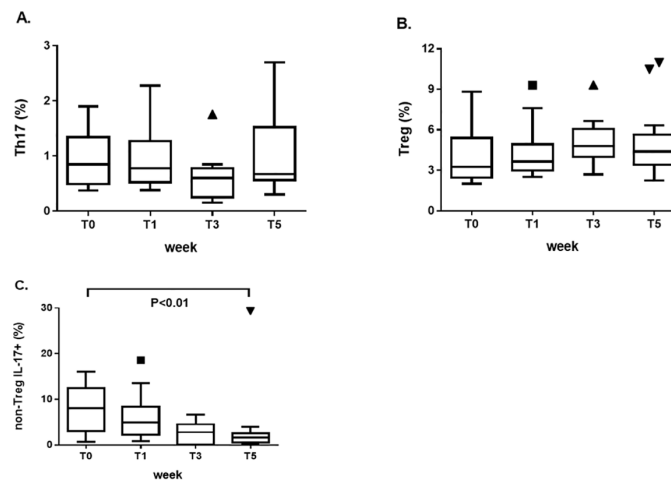 A.
3
2
1
0
Th17 (%)
T0 T1 T3 T5
week
B.
12
9
6
3
0
Treg (%)
T0 T1 T3 T5
week
C.
P<0.01
30
20
10
0
non-Treg IL-17+ (%)
T0 T1 T3 T5
week